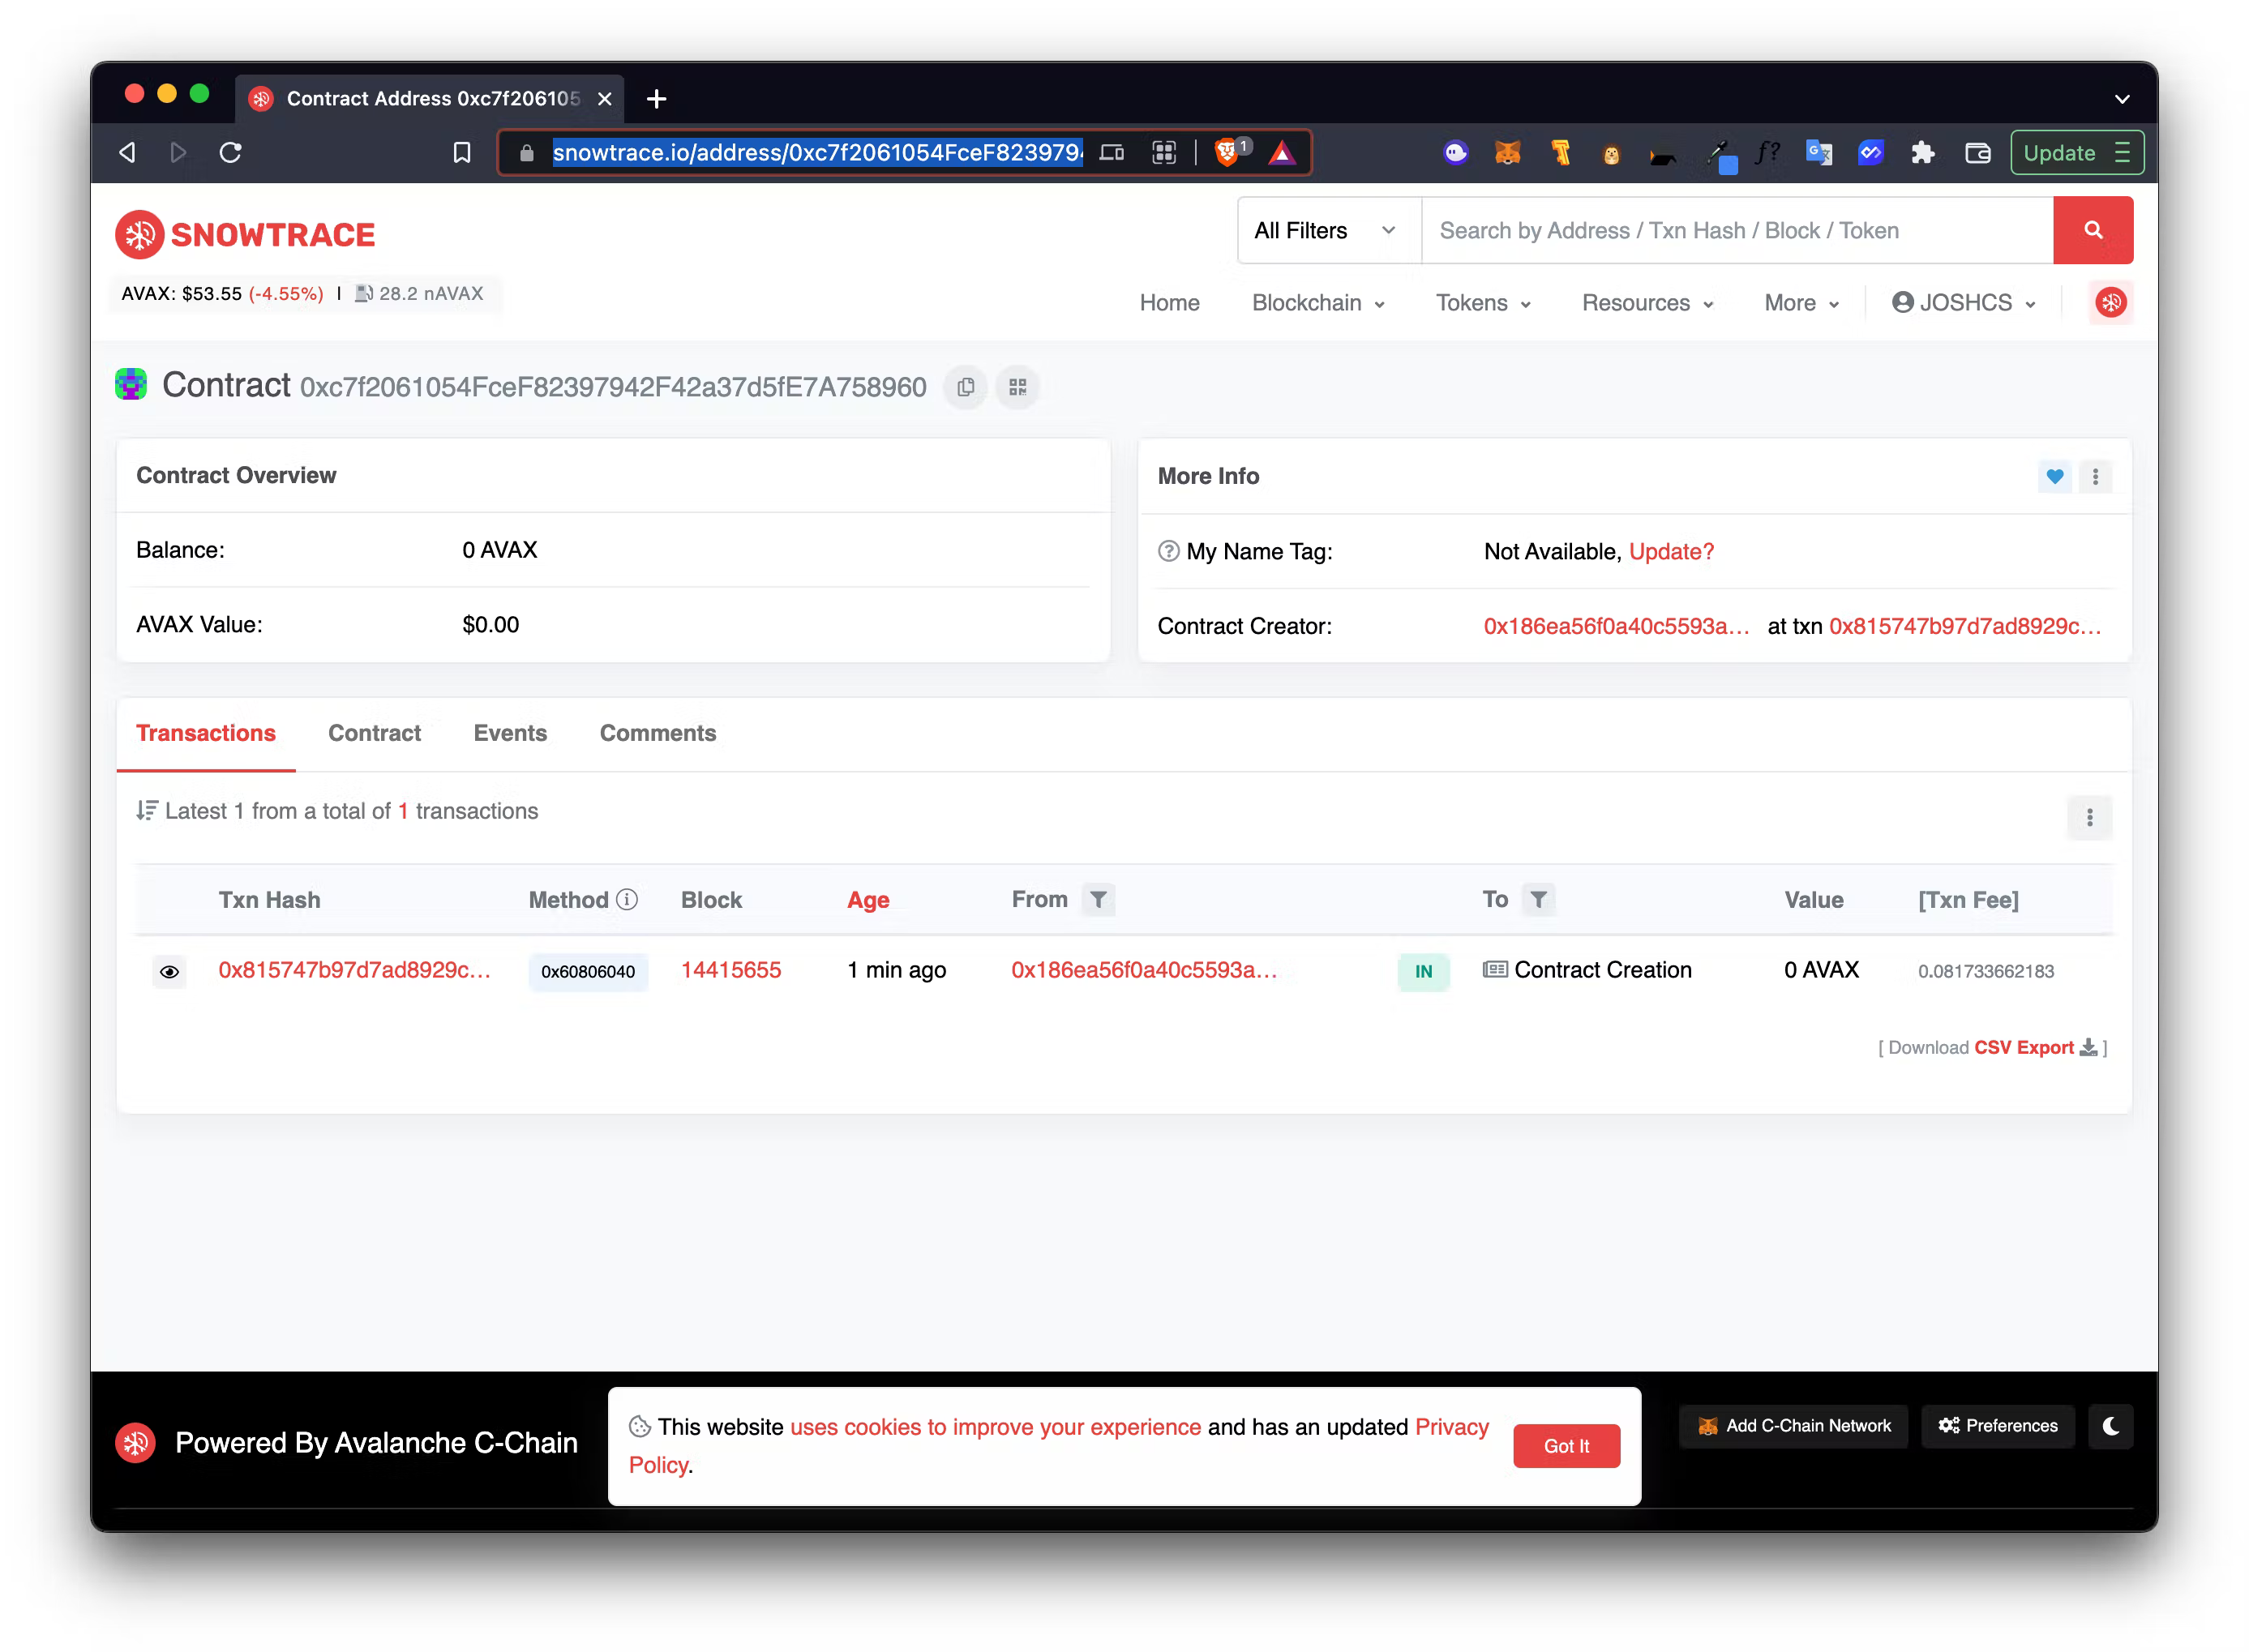 Contract Address 0xc7f206105
snowtrace.io/address/0xc7f2061054FceF8239794
1
Update
SNOWTRACE
All Filters
Search by Address / Txn Hash / Block / Token
AVAX: $53.55 (-4.55%) | 28.2 nAVAX
Home Blockchain Tokens Resources More JOSHCS
Contract 0xc7f2061054FceF82397942F42a37d5fE7A758960
Contract Overview
Balance: 0 AVAX
AVAX Value: $0.00
More Info
My Name Tag: Not Available, Update?
Contract Creator: 0x186ea56f0a40c5593a... at txn 0x815747b97d7ad8929c...
Transactions Contract Events Comments
Latest 1 from a total of 1 transactions
Txn Hash Method Block Age From To Value [Txn Fee]
0x815747b97d7ad8929c... 0x60806040 14415655 1 min ago 0x186ea56f0a40c5593a... IN Contract Creation 0 AVAX 0.081733662183
[ Download CSV Export ]
Powered By Avalanche C-Chain
This website uses cookies to improve your experience and has an updated Privacy
Policy.
Got It
Add C-Chain Network
Preferences